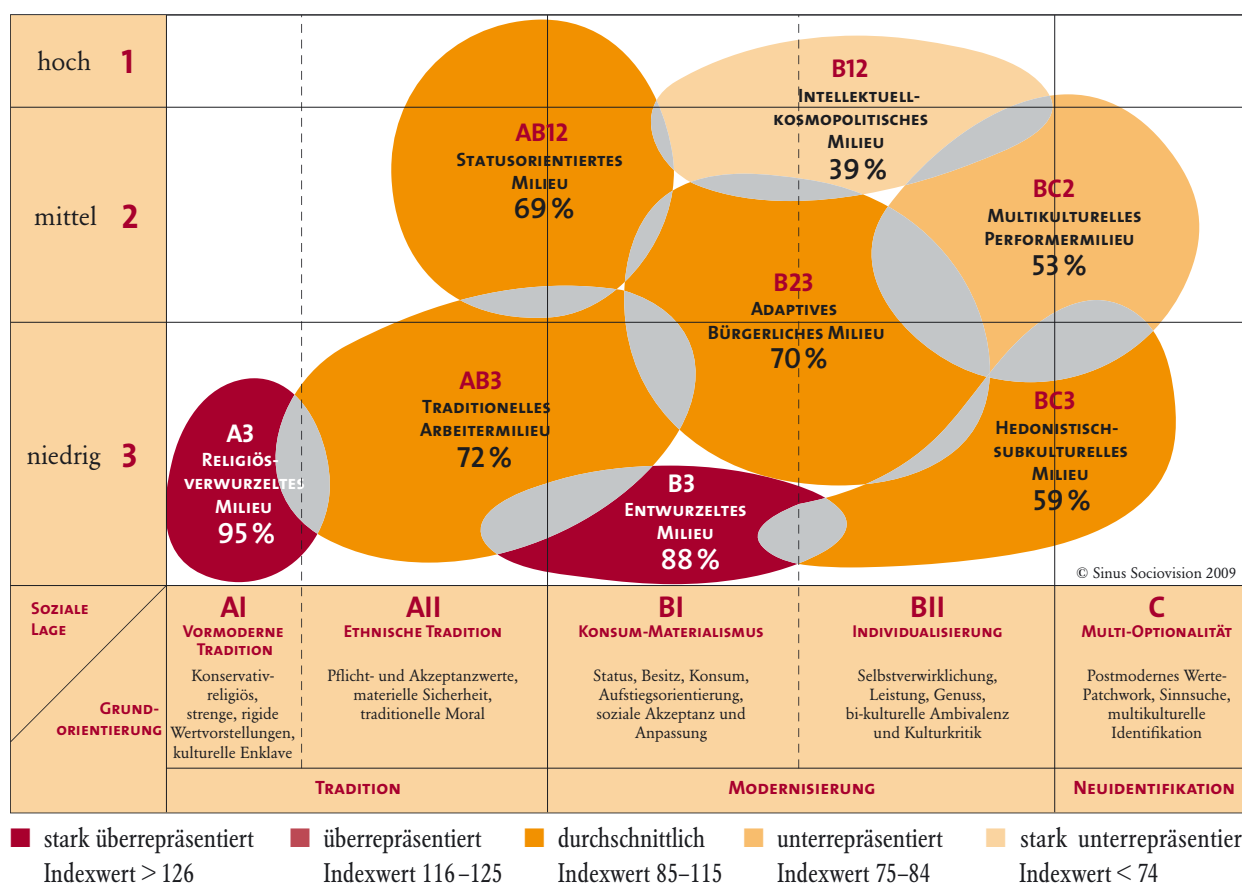 hoch 1
mittel 2
niedrig 3
B12
Intellektuell-
kosmopolitisches
Milieu
39 %
AB12
Statusorientiertes
Milieu
69 %
BC2
Multikulturelles
Performermilieu
53 %
B23
Adaptives
Bürgerliches Milieu
70 %
AB3
Traditionelles
Arbeitermilieu
72 %
A3
Religiös-
verwurzeltes
Milieu
95 %
BC3
Hedonistisch-
subkulturelles
Milieu
59 %
B3
Entwurzeltes
Milieu
88 %
© Sinus Sociovision 2009
Soziale
Lage
Grund-
orientierung
AI
Vormoderne
Tradition
Konservativ-
religiös,
strenge, rigide
Wertvorstellungen,
kulturelle Enklave
AII
Ethnische Tradition
Pflicht- und Akzeptanzwerte,
materielle Sicherheit,
traditionelle Moral
BI
Konsum-Materialismus
Status, Besitz, Konsum,
Aufstiegsorientierung,
soziale Akzeptanz und
Anpassung
BII
Individualisierung
Selbstverwirklichung,
Leistung, Genuss,
bi-kulturelle Ambivalenz
und Kulturkritik
C
Multi-Optionalität
Postmodernes Werte-
Patchwork, Sinnsuche,
multikulturelle
Identifikation
Tradition
Modernisierung
Neuidentifikation
stark überrepräsentiert
Indexwert > 126
überrepräsentiert
Indexwert 116–125
durchschnittlich
Indexwert 85–115
unterrepräsentiert
Indexwert 75–84
stark unterrepräsentier
Indexwert < 74